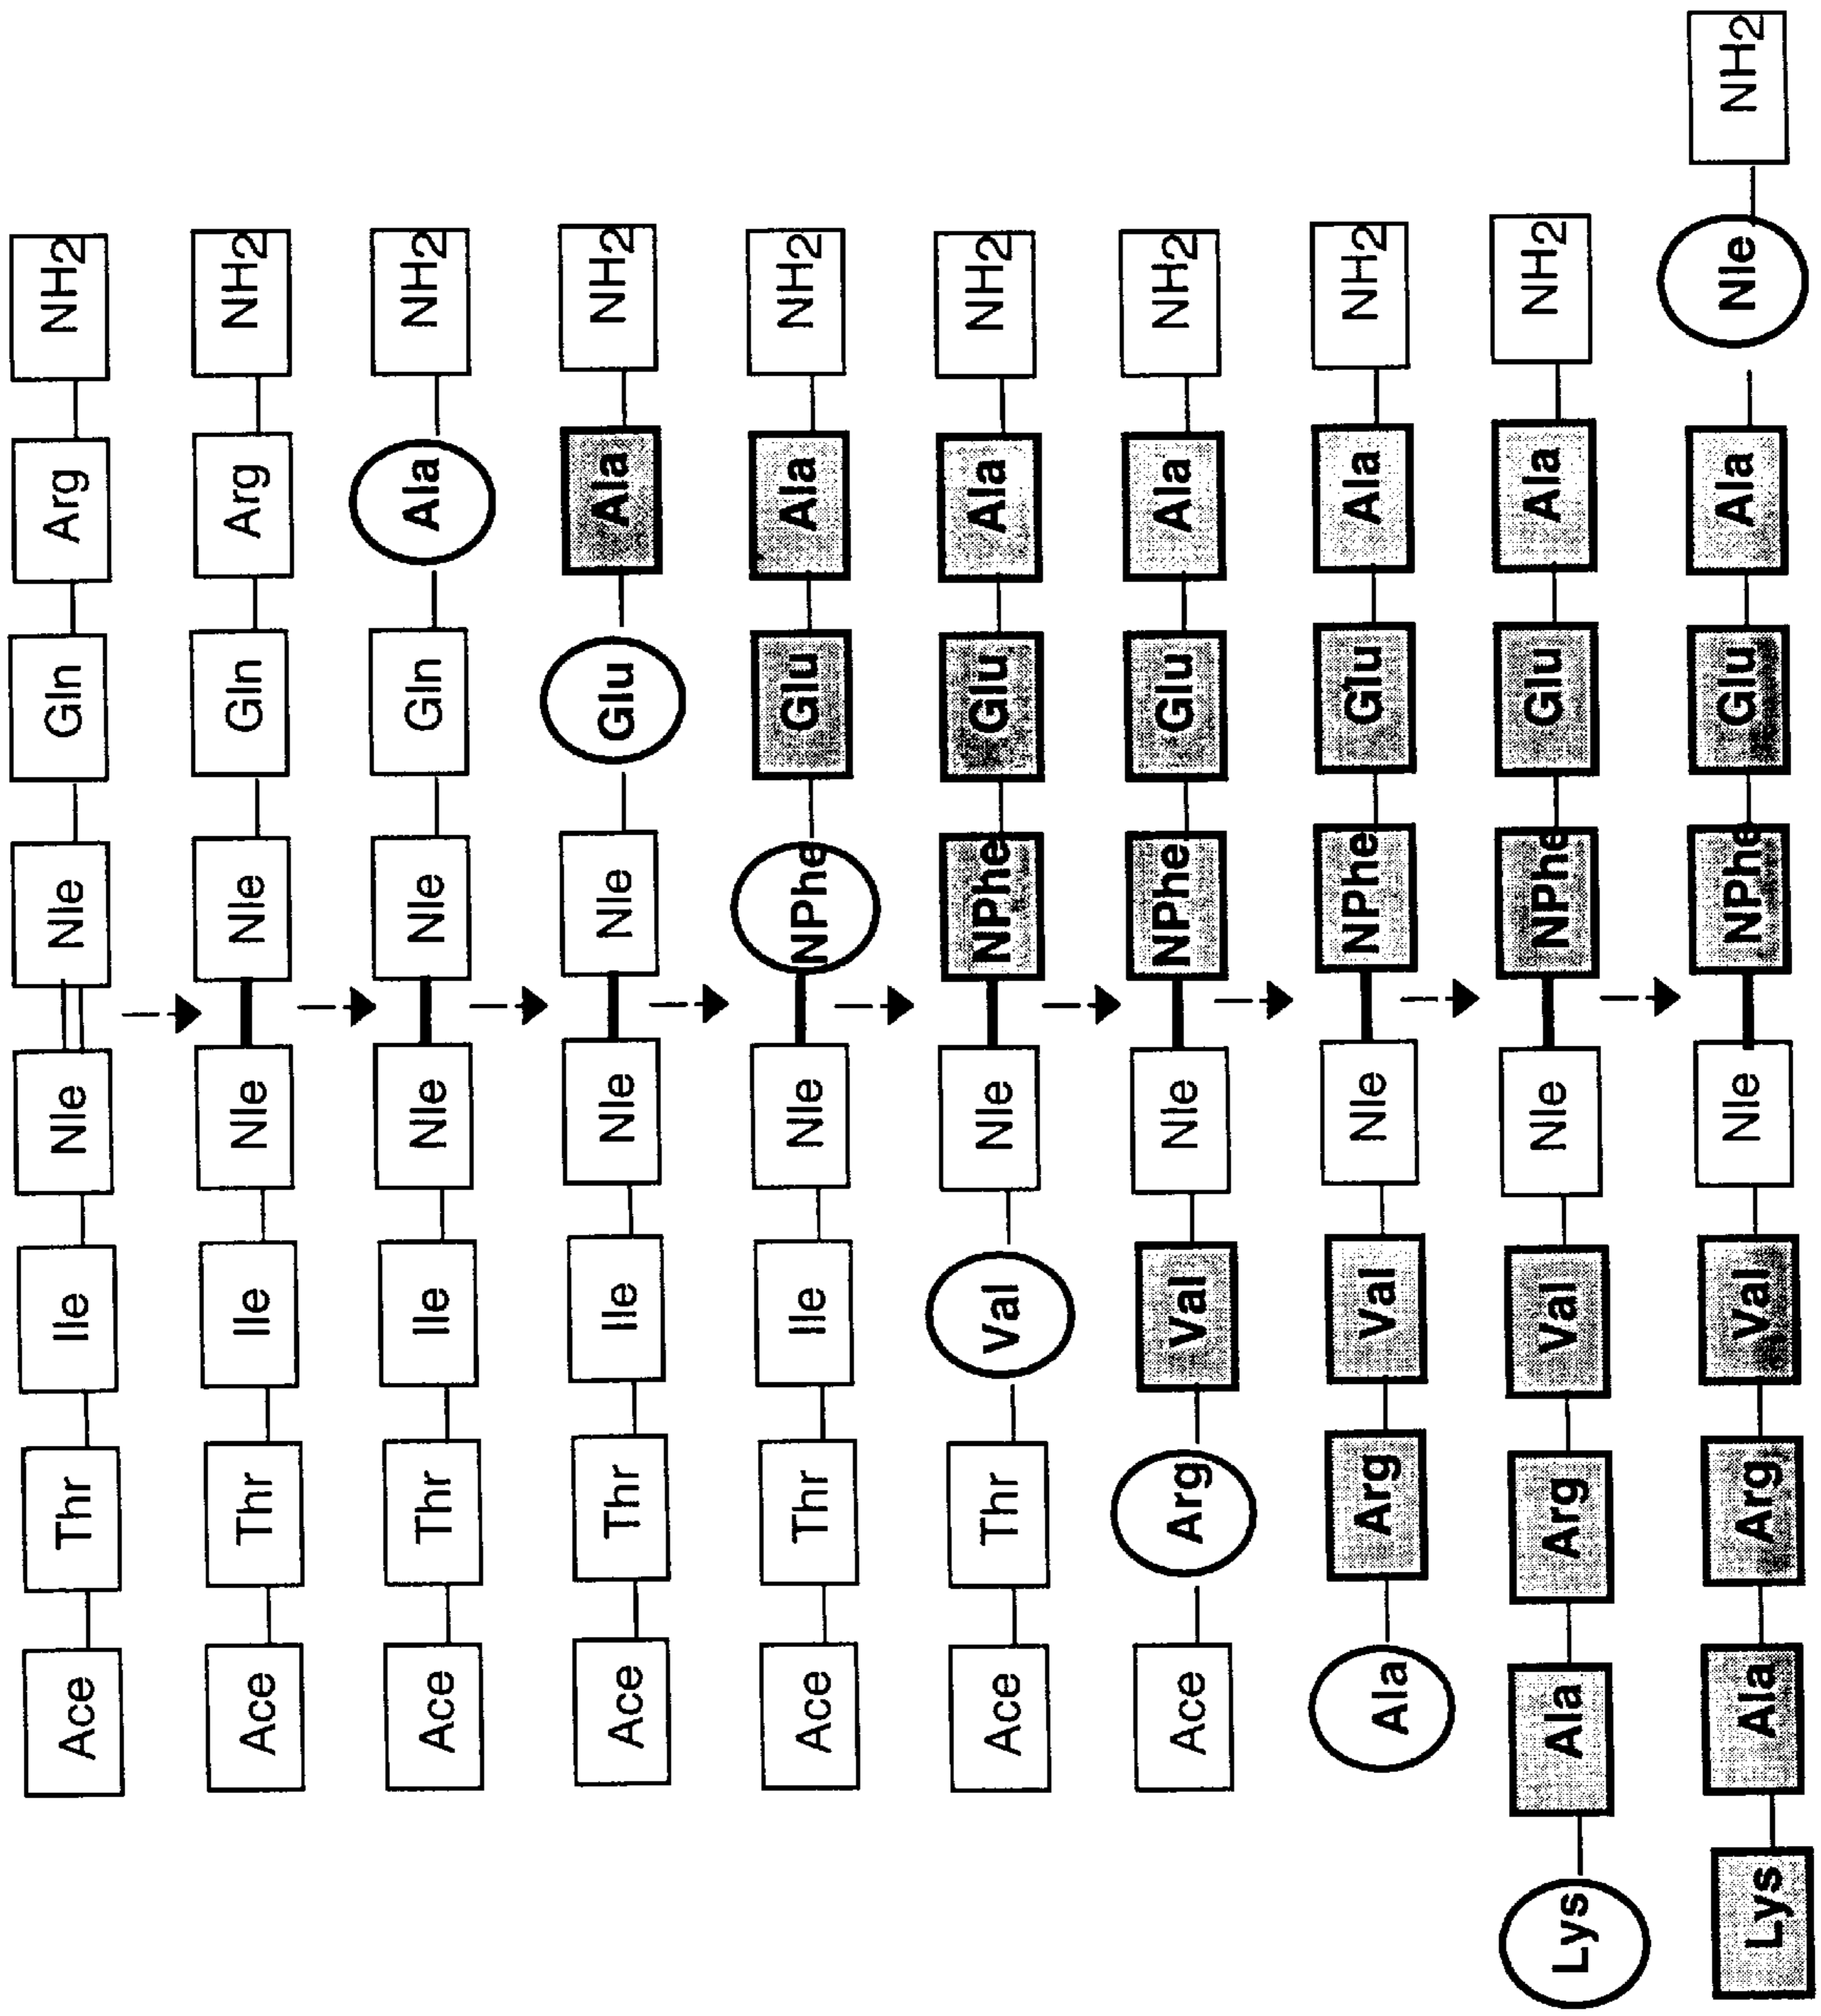 Ace Thr Ile Nle Nle Gln Arg NH2
Ace Thr Ile Nle Nle Gln Arg NH2
Ace Thr Ile Nle Nle Gln Ala NH2
Ace Thr Ile Nle Nle Glu Ala NH2
Ace Thr Ile Nle NPhe Glu Ala NH2
Ace Thr Val Nle NPhe Glu Ala NH2
Ace Arg Val Nle NPhe Glu Ala NH2
Ala Arg Val Nle NPhe Glu Ala NH2
Lys Ala Arg Val Nle NPhe Glu Ala NH2
Lys Ala Arg Val Nle NPhe Glu Ala Nle NH2